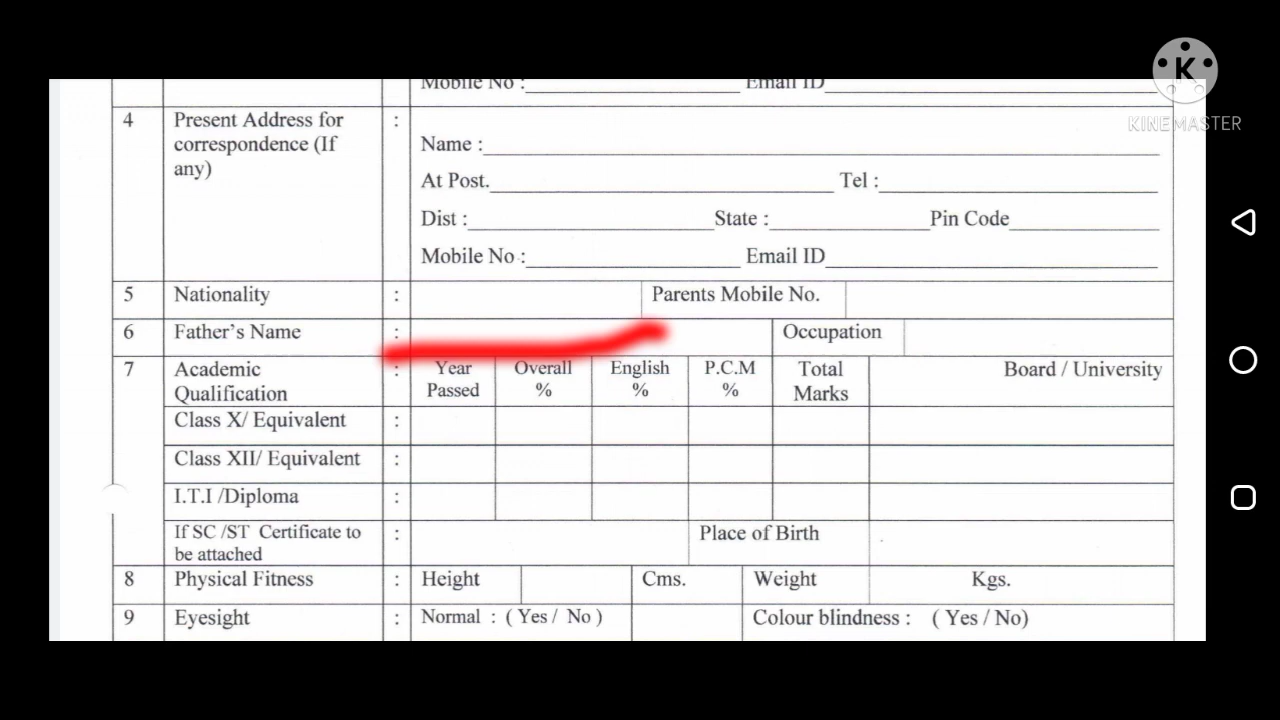 K
KINEMASTER
Mobile No : Email ID
4 Present Address for correspondence (If any) :
Name :
At Post. Tel :
Dist : State : Pin Code
Mobile No : Email ID
5 Nationality : Parents Mobile No.
6 Father's Name : Occupation
7 Academic Qualification : Year Passed Overall % English % P.C.M % Total Marks Board / University
Class X/ Equivalent :
Class XII/ Equivalent :
I.T.I /Diploma :
If SC /ST Certificate to be attached : Place of Birth
8 Physical Fitness : Height Cms. Weight Kgs.
9 Eyesight : Normal : ( Yes / No ) Colour blindness : ( Yes / No)